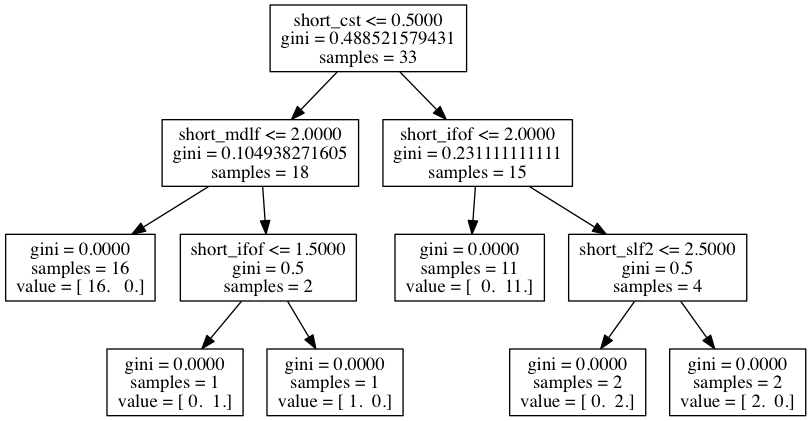 short_cst <= 0.5000
gini = 0.488521579431
samples = 33
short_mdlf <= 2.0000
gini = 0.104938271605
samples = 18
short_ifof <= 2.0000
gini = 0.231111111111
samples = 15
gini = 0.0000
samples = 16
value = [ 16.   0.]
short_ifof <= 1.5000
gini = 0.5
samples = 2
gini = 0.0000
samples = 11
value = [  0.  11.]
short_slf2 <= 2.5000
gini = 0.5
samples = 4
gini = 0.0000
samples = 1
value = [ 0.  1.]
gini = 0.0000
samples = 1
value = [ 1.  0.]
gini = 0.0000
samples = 2
value = [ 0.  2.]
gini = 0.0000
samples = 2
value = [ 2.  0.]